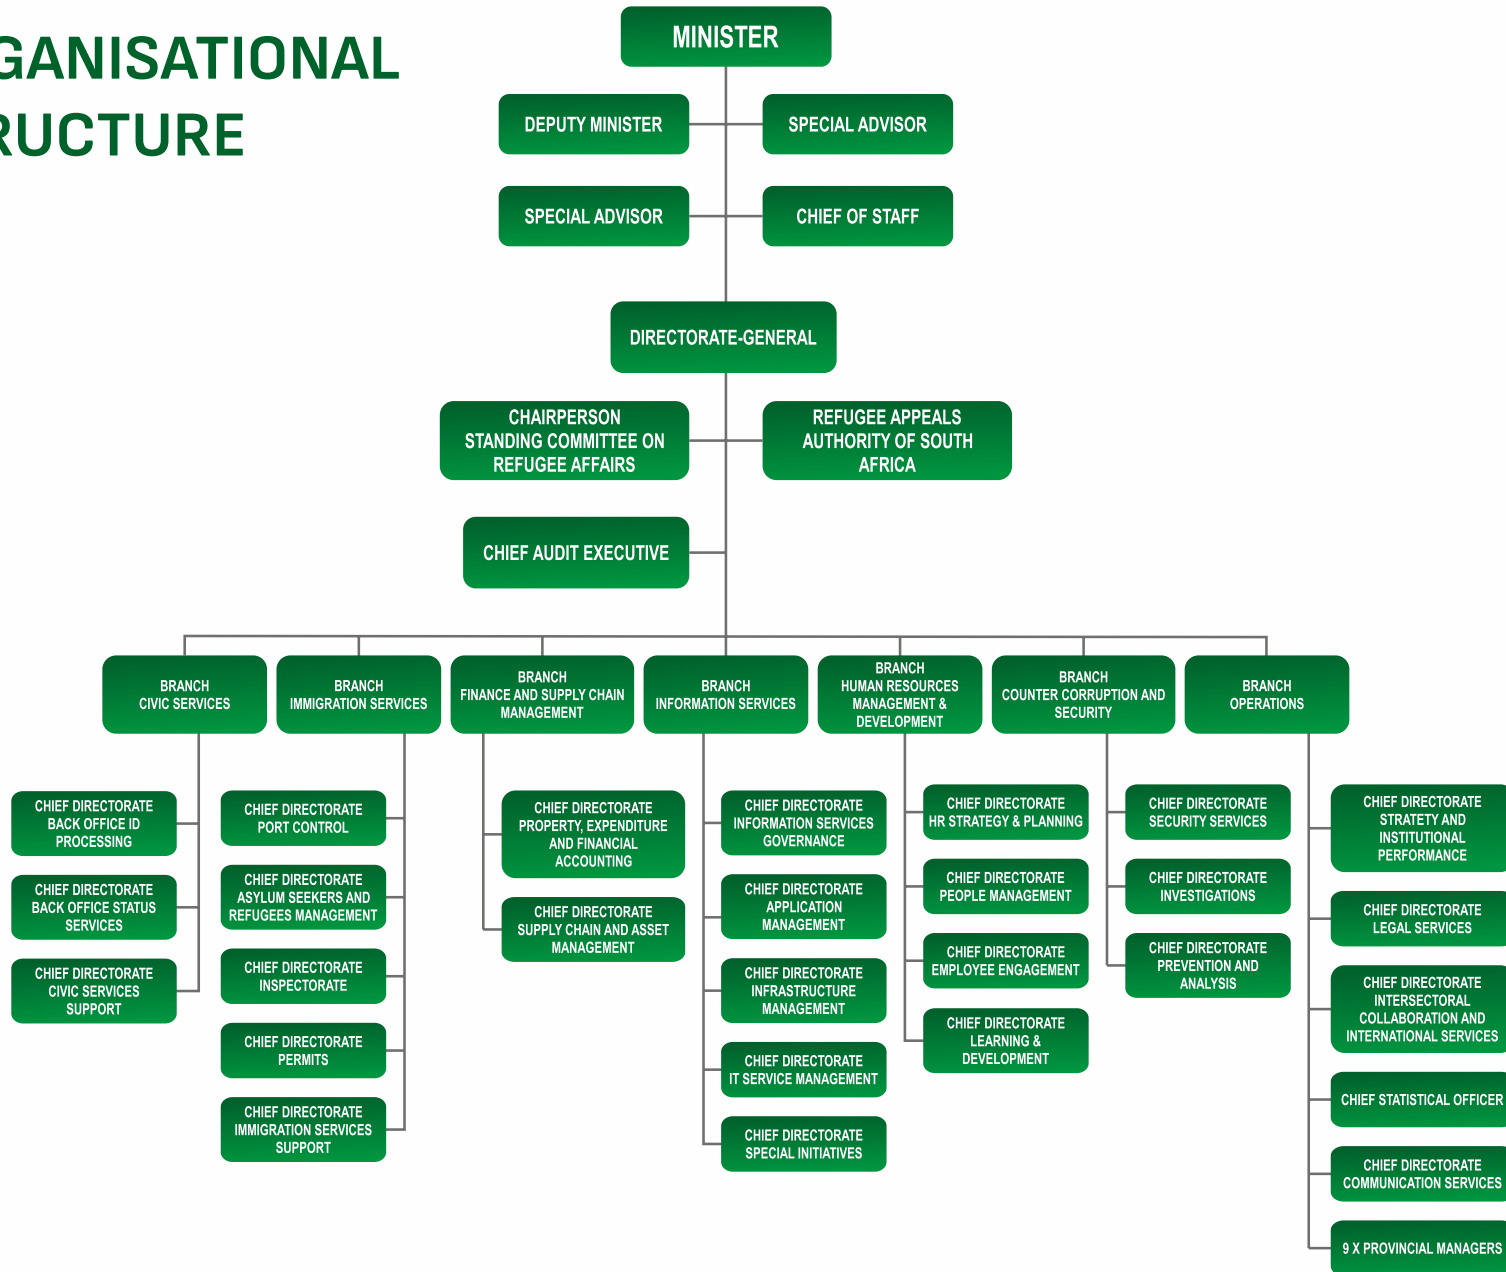 GANISATIONAL
RUCTURE
MINISTER
DEPUTY MINISTER
SPECIAL ADVISOR
SPECIAL ADVISOR
CHIEF OF STAFF
DIRECTORATE-GENERAL
CHAIRPERSON
STANDING COMMITTEE ON
REFUGEE AFFAIRS
REFUGEE APPEALS
AUTHORITY OF SOUTH
AFRICA
CHIEF AUDIT EXECUTIVE
BRANCH
CIVIC SERVICES
BRANCH
IMMIGRATION SERVICES
BRANCH
FINANCE AND SUPPLY CHAIN
MANAGEMENT
BRANCH
INFORMATION SERVICES
BRANCH
HUMAN RESOURCES
MANAGEMENT &
DEVELOPMENT
BRANCH
COUNTER CORRUPTION AND
SECURITY
BRANCH
OPERATIONS
CHIEF DIRECTORATE
BACK OFFICE ID
PROCESSING
CHIEF DIRECTORATE
BACK OFFICE STATUS
SERVICES
CHIEF DIRECTORATE
CIVIC SERVICES
SUPPORT
CHIEF DIRECTORATE
PORT CONTROL
CHIEF DIRECTORATE
ASYLUM SEEKERS AND
REFUGEES MANAGEMENT
CHIEF DIRECTORATE
INSPECTORATE
CHIEF DIRECTORATE
PERMITS
CHIEF DIRECTORATE
IMMIGRATION SERVICES
SUPPORT
CHIEF DIRECTORATE
PROPERTY, EXPENDITURE
AND FINANCIAL
ACCOUNTING
CHIEF DIRECTORATE
SUPPLY CHAIN AND ASSET
MANAGEMENT
CHIEF DIRECTORATE
INFORMATION SERVICES
GOVERNANCE
CHIEF DIRECTORATE
APPLICATION
MANAGEMENT
CHIEF DIRECTORATE
INFRASTRUCTURE
MANAGEMENT
CHIEF DIRECTORATE
IT SERVICE MANAGEMENT
CHIEF DIRECTORATE
SPECIAL INITIATIVES
CHIEF DIRECTORATE
HR STRATEGY & PLANNING
CHIEF DIRECTORATE
PEOPLE MANAGEMENT
CHIEF DIRECTORATE
EMPLOYEE ENGAGEMENT
CHIEF DIRECTORATE
LEARNING &
DEVELOPMENT
CHIEF DIRECTORATE
SECURITY SERVICES
CHIEF DIRECTORATE
INVESTIGATIONS
CHIEF DIRECTORATE
PREVENTION AND
ANALYSIS
CHIEF DIRECTORATE
STRATETY AND
INSTITUTIONAL
PERFORMANCE
CHIEF DIRECTORATE
LEGAL SERVICES
CHIEF DIRECTORATE
INTERSECTORAL
COLLABORATION AND
INTERNATIONAL SERVICES
CHIEF STATISTICAL OFFICER
CHIEF DIRECTORATE
COMMUNICATION SERVICES
9 X PROVINCIAL MANAGERS